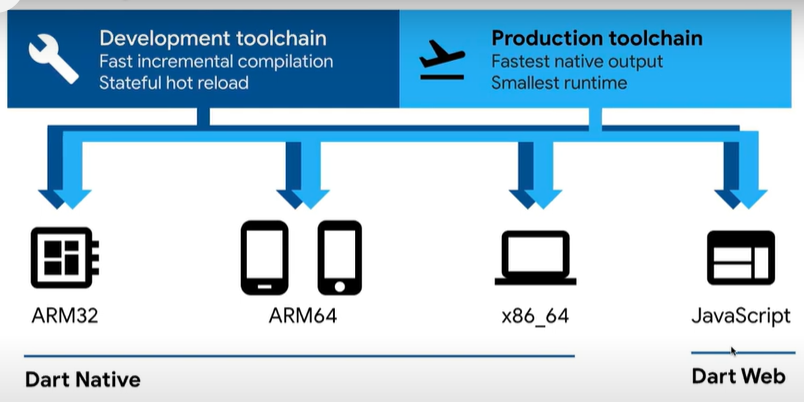 Development toolchain
Fast incremental compilation
Stateful hot reload
Production toolchain
Fastest native output
Smallest runtime
ARM32
ARM64
x86_64
JavaScript
Dart Native
Dart Web